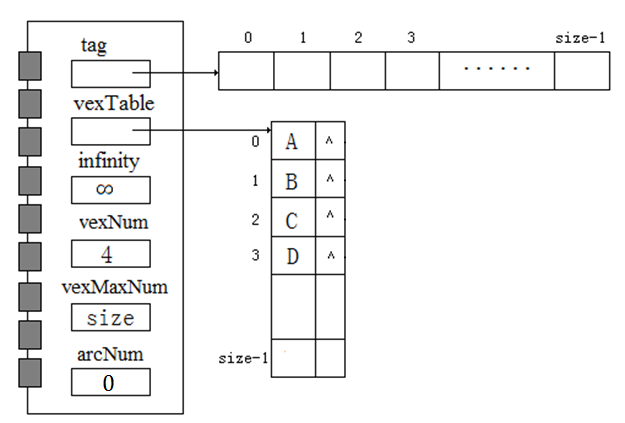 tag
0 1 2 3 size-1
······
vexTable
0 A ^
infinity
∞
1 B ^
vexNum
4
2 C ^
3 D ^
vexMaxNum
size
arcNum
0
size-1